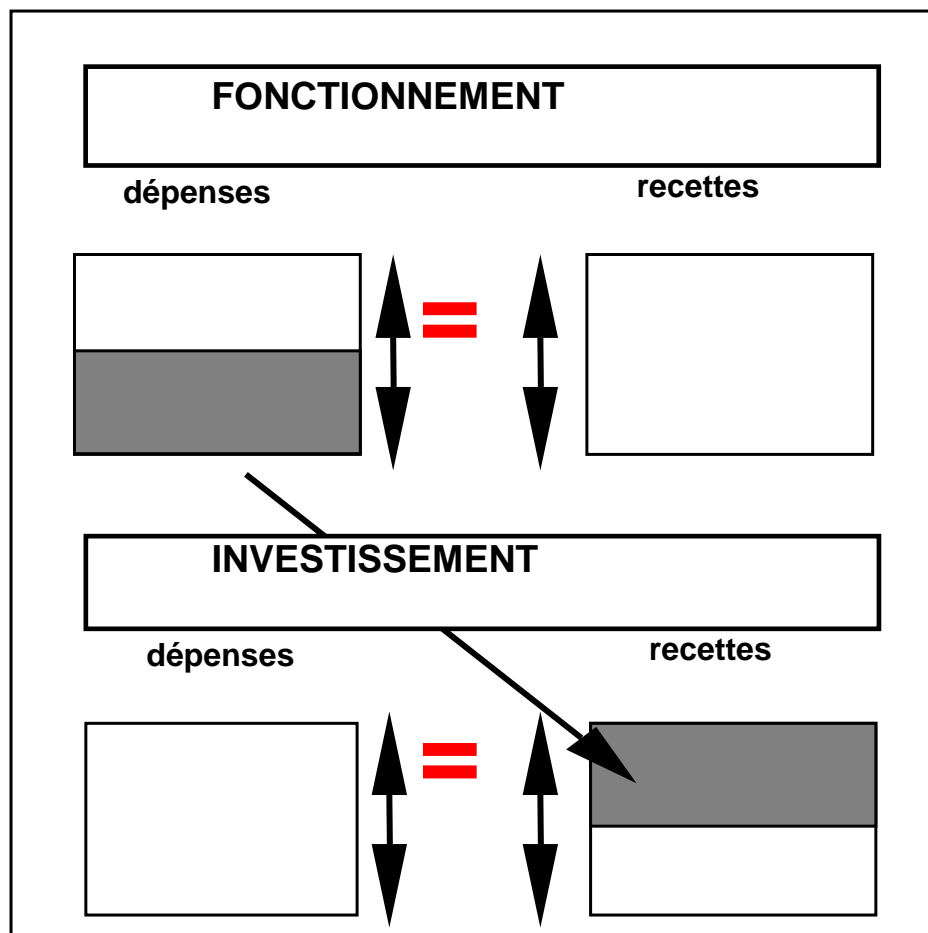 FONCTIONNEMENT
dépenses recettes
=
=
INVESTISSEMENT
dépenses recettes